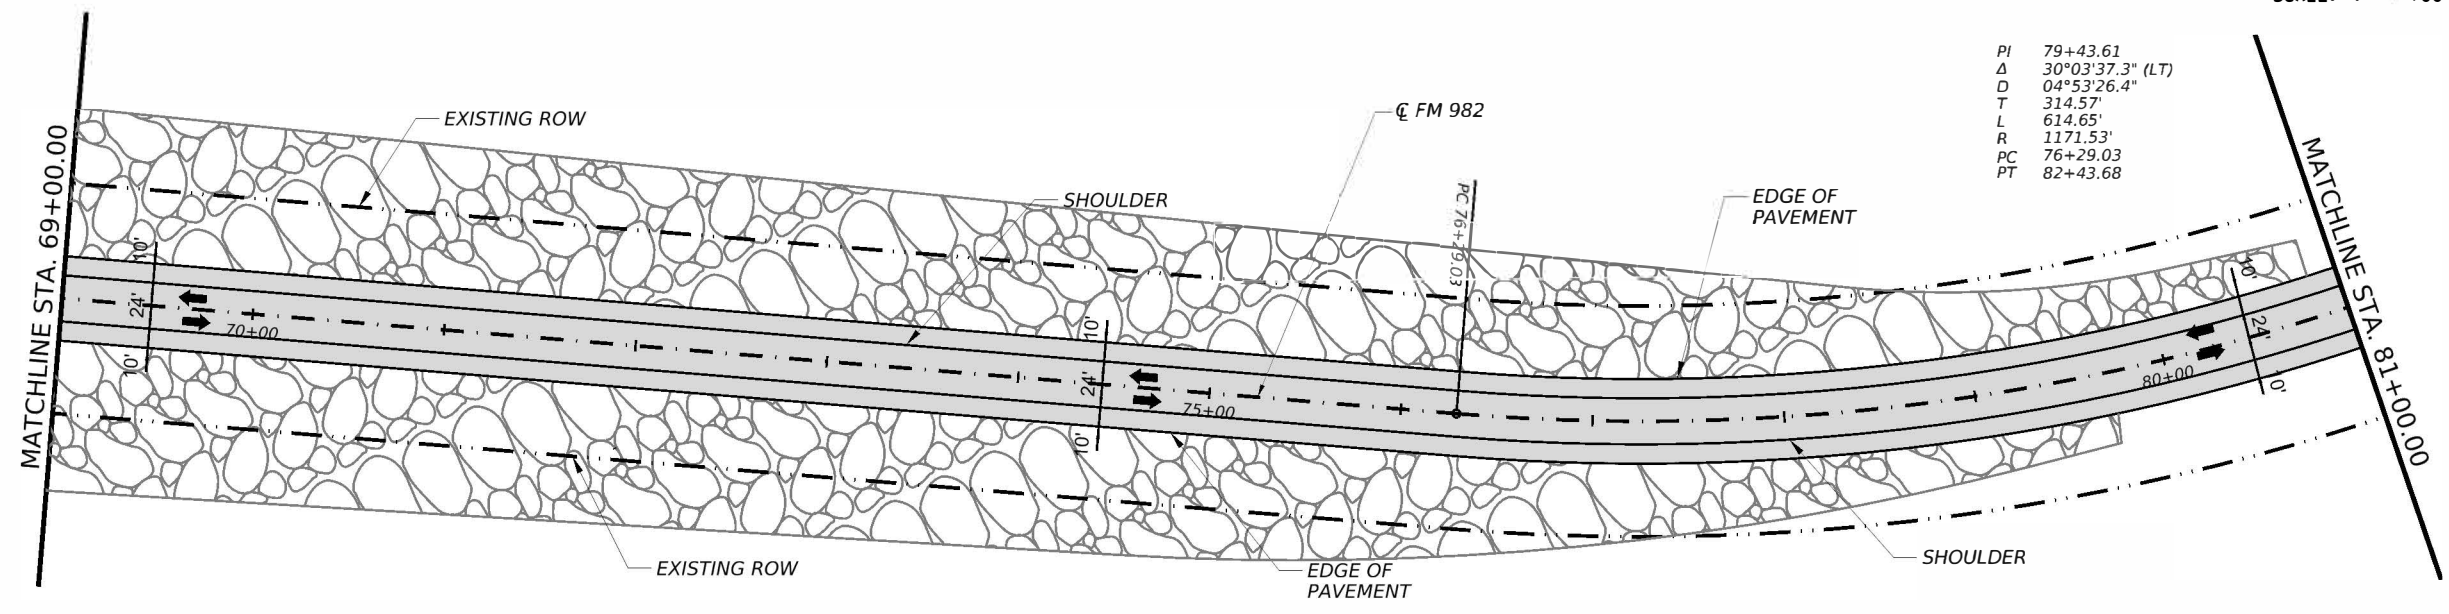 PI 79+43.61
Δ 30°03'37.3" (LT)
D 04°53'26.4"
T 314.57'
L 614.65'
R 1171.53'
PC 76+29.03
PT 82+43.68
MATCHLINE STA. 69+00.00
EXISTING ROW
SHOULDER
℄ FM 982
PC 76+29.03
EDGE OF
PAVEMENT
MATCHLINE STA. 81+00.00
10'
24'
10'
70+00
10'
24'
10'
75+00
10'
24'
10'
80+00
EXISTING ROW
EDGE OF
PAVEMENT
SHOULDER